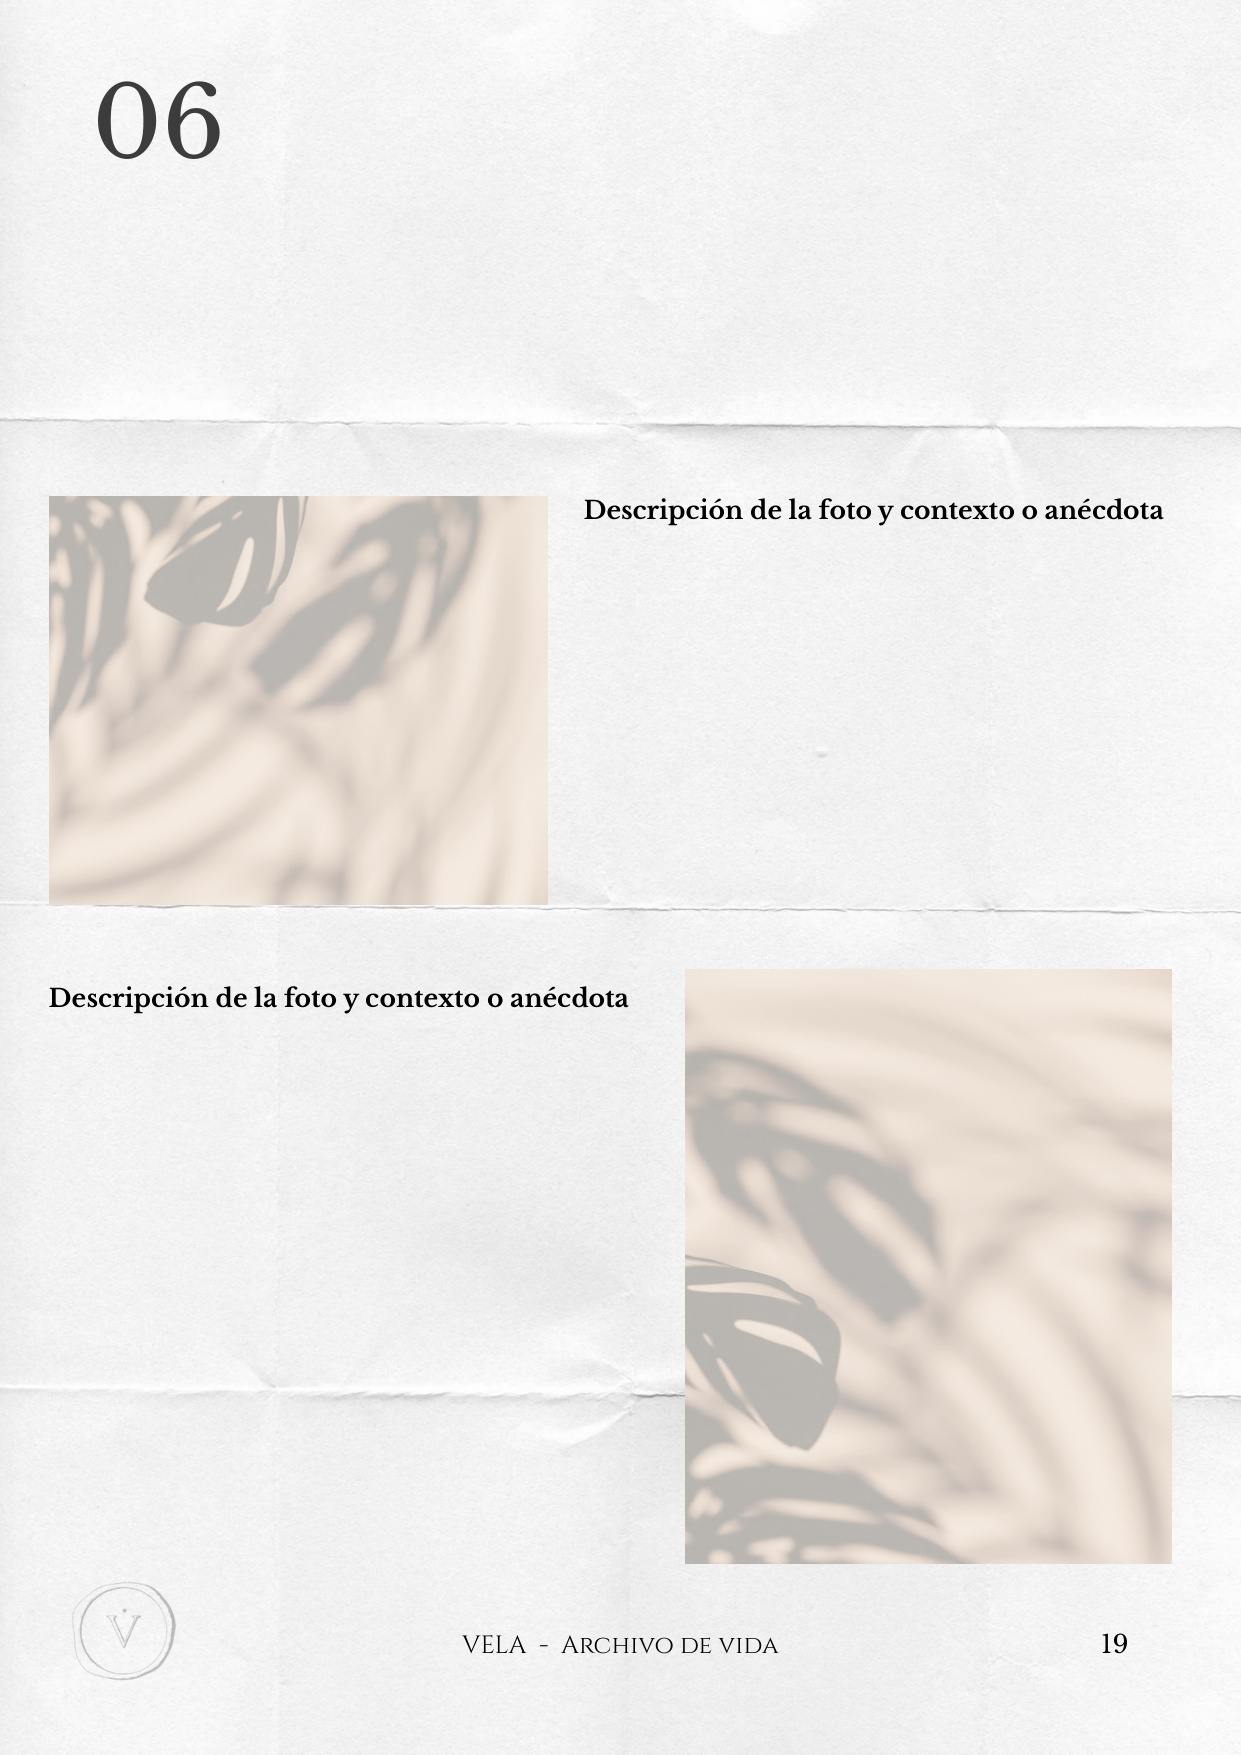 06
Descripción de la foto y contexto o anécdota
Descripción de la foto y contexto o anécdota
V
VELA - ARCHIVO DE VIDA
19